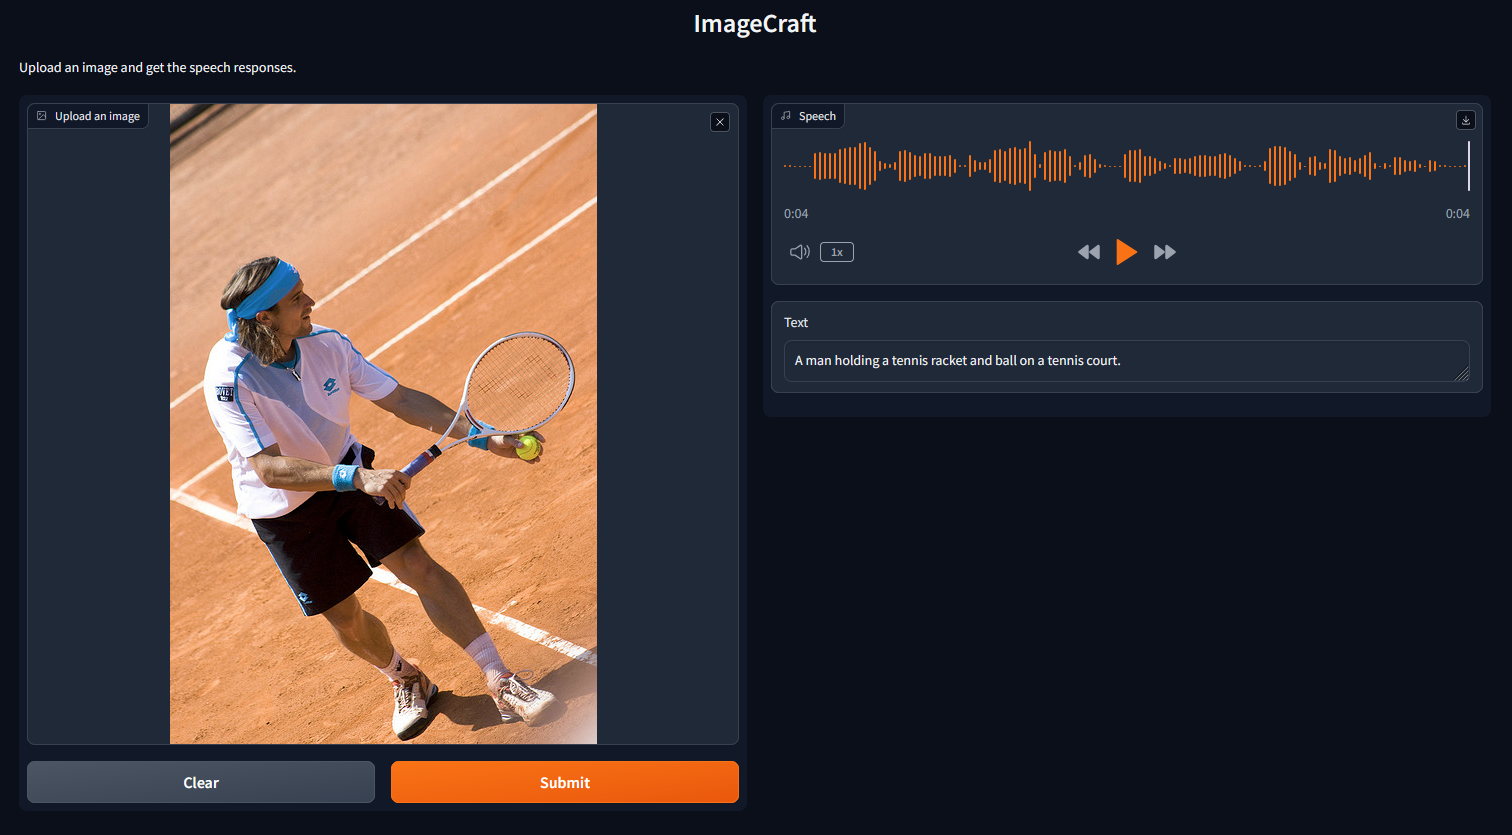 ImageCraft
Upload an image and get the speech responses.
Upload an image
Speech
0:04
0:04
1x
Text
A man holding a tennis racket and ball on a tennis court.
Clear
Submit